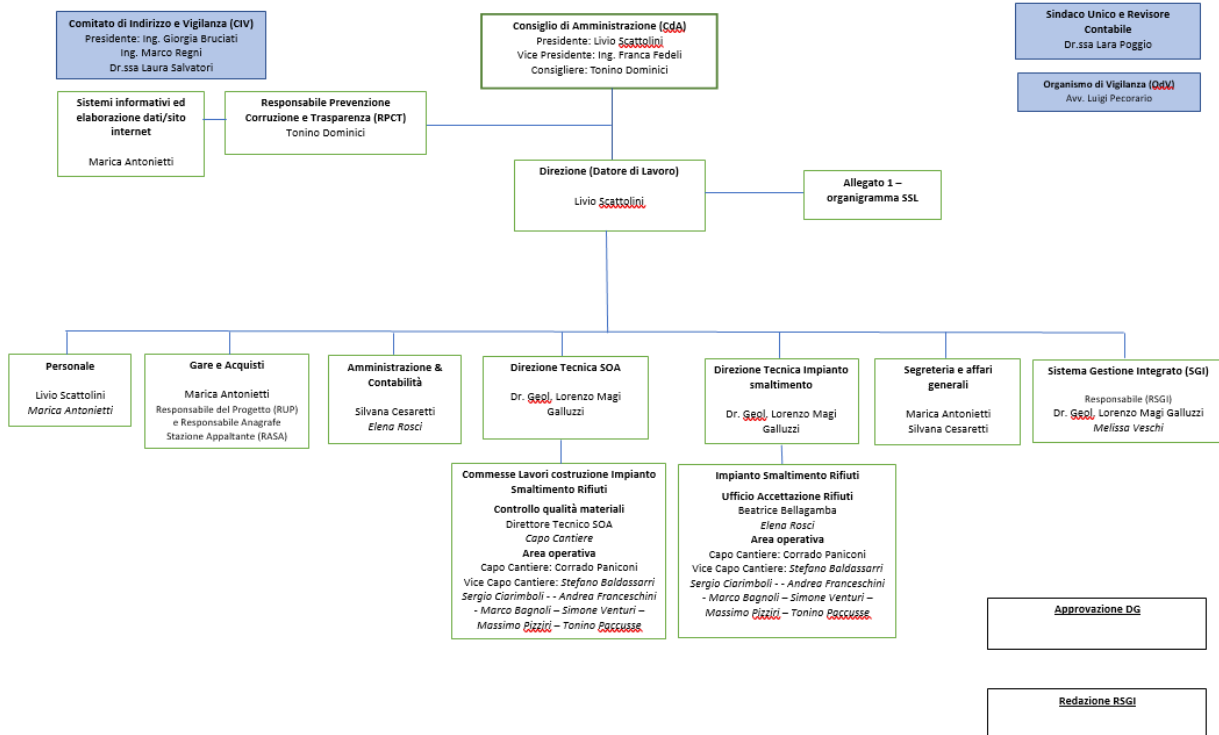 Comitato di Indirizzo e Vigilanza (CIV)
Presidente: Ing. Giorgia Bruciati
Ing. Marco Regni
Dr.ssa Laura Salvatori
Consiglio di Amministrazione (CdA)
Presidente: Livio Scattolini
Vice Presidente: Ing. Franca Fedeli
Consigliere: Tonino Dominici
Sindaco Unico e Revisore
Contabile
Dr.ssa Lara Poggio
Organismo di Vigilanza (OdV)
Avv. Luigi Pecorario
Sistemi informativi ed
elaborazione dati/sito
internet
Marica Antonietti
Responsabile Prevenzione
Corruzione e Trasparenza (RPCT)
Tonino Dominici
Direzione (Datore di Lavoro)
Livio Scattolini
Allegato 1 –
organigramma SSL
Personale
Livio Scattolini
Marica Antonietti
Gare e Acquisti
Marica Antonietti
Responsabile del Progetto (RUP)
e Responsabile Anagrafe
Stazione Appaltante (RASA)
Amministrazione &
Contabilità
Silvana Cesaretti
Elena Rosci
Direzione Tecnica SOA
Dr. Geol. Lorenzo Magi
Galluzzi
Direzione Tecnica Impianto
smaltimento
Dr. Geol. Lorenzo Magi
Galluzzi
Segreteria e affari
generali
Marica Antonietti
Silvana Cesaretti
Sistema Gestione Integrato (SGI)
Responsabile (RSGI)
Dr. Geol. Lorenzo Magi Galluzzi
Melissa Veschi
Commesse Lavori costruzione Impianto
Smaltimento Rifiuti
Controllo qualità materiali
Direttore Tecnico SOA
Capo Cantiere
Area operativa
Capo Cantiere: Corrado Paniconi
Vice Capo Cantiere: Stefano Baldassarri
Sergio Ciarimboli - - Andrea Franceschini
- Marco Bagnoli – Simone Venturi –
Massimo Pizziri – Tonino Paccusse
Impianto Smaltimento Rifiuti
Ufficio Accettazione Rifiuti
Beatrice Bellagamba
Elena Rosci
Area operativa
Capo Cantiere: Corrado Paniconi
Vice Capo Cantiere: Stefano Baldassarri
Sergio Ciarimboli - - Andrea Franceschini
- Marco Bagnoli – Simone Venturi –
Massimo Pizziri – Tonino Paccusse
Approvazione DG
Redazione RSGI